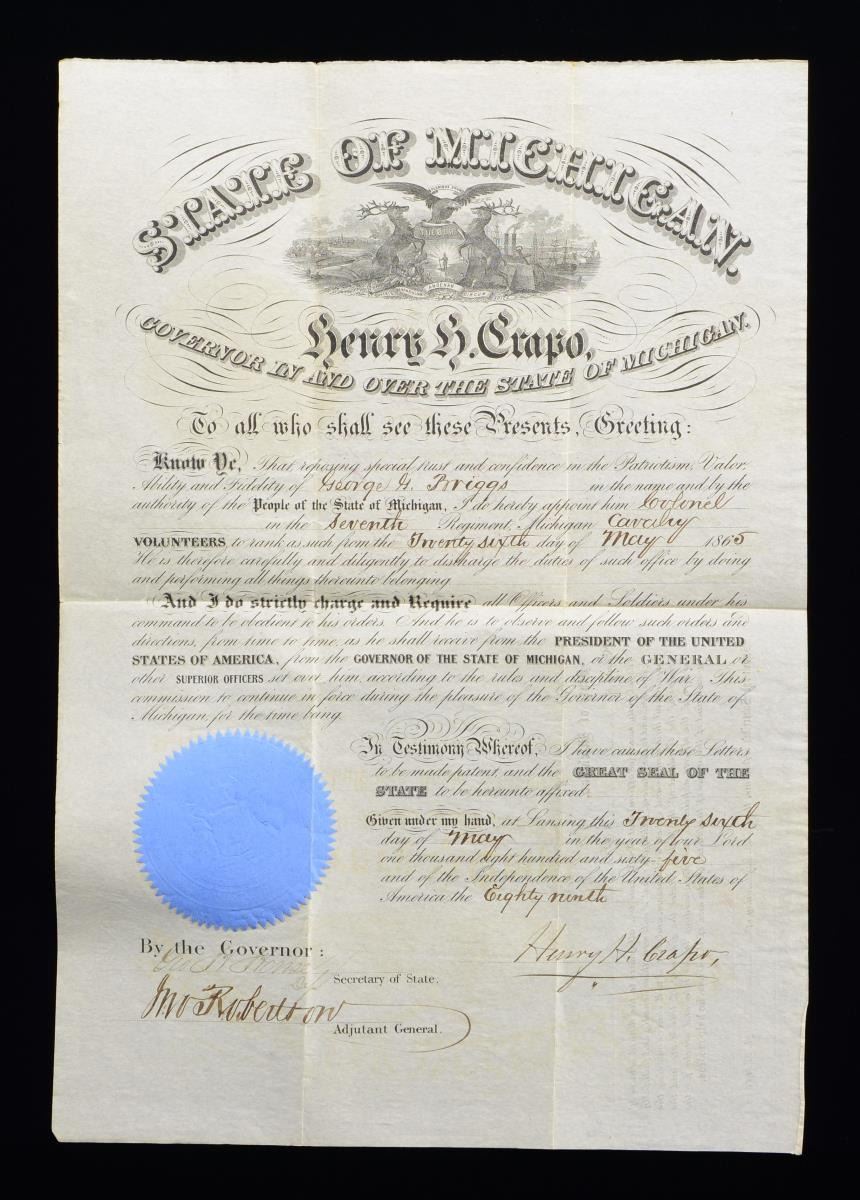 STATE OF MICHIGAN.
TUEBOR
Henry H. Crapo,
GOVERNOR IN AND OVER THE STATE OF MICHIGAN.
To all who shall see these Presents, Greeting:
Know Ye, That, reposing special trust and confidence in the Patriotism, Valor,
Ability and Fidelity of George G. Briggs in the name and by the
authority of the People of the State of Michigan, I do hereby appoint him Colonel
in the Seventh Regiment, Michigan Cavalry
VOLUNTEERS, to rank as such from the Twenty sixth day of May 1865
He is therefore carefully and diligently to discharge the duties of such office by doing
and performing all things thereunto belonging.
And I do strictly charge and Require all Officers and Soldiers under his
command to be obedient to his orders. And he is to observe and follow such orders and
directions, from time to time, as he shall receive from the PRESIDENT OF THE UNITED
STATES OF AMERICA, from the GOVERNOR OF THE STATE OF MICHIGAN, or the GENERAL or
other SUPERIOR OFFICERS set over him, according to the rules and discipline of War. This
commission to continue in force during the pleasure of the Governor of the State of
Michigan, for the time being.
In Testimony Whereof, I have caused these Letters
to be made patent, and the GREAT SEAL OF THE
STATE to be hereunto affixed.
Given under my hand, at Lansing this Twenty sixth
day of May in the year of our Lord
one thousand eight hundred and sixty-five
and of the Independence of the United States of
America the Eighty ninth
Henry H. Crapo,
By the Governor:
Secretary of State.
Jno Robertson
Adjutant General.